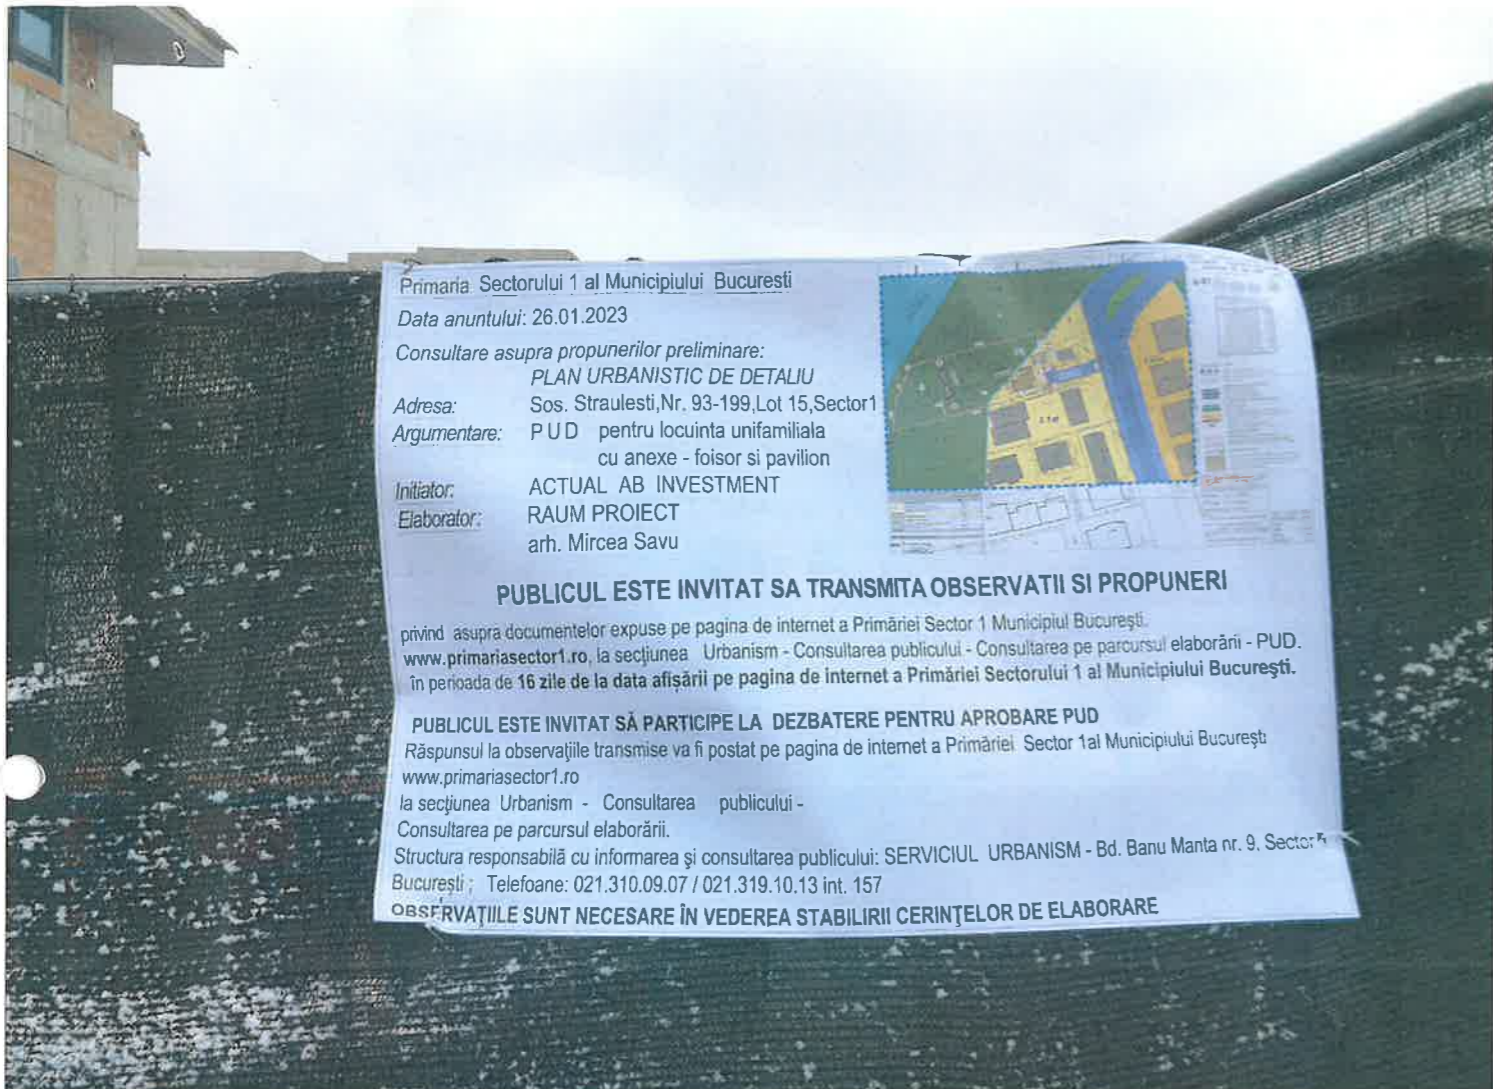 Primaria Sectorului 1 al Municipiului Bucuresti
Data anuntului: 26.01.2023
Consultare asupra propunerilor preliminare:
PLAN URBANISTIC DE DETALIU
Adresa: Sos. Straulesti,Nr. 93-199,Lot 15,Sector1
Argumentare: PUD pentru locuinta unifamiliala
cu anexe - foisor si pavilion
Initiator: ACTUAL AB INVESTMENT
Elaborator: RAUM PROIECT
arh. Mircea Savu
PUBLICUL ESTE INVITAT SA TRANSMITA OBSERVATII SI PROPUNERI
privind asupra documentelor expuse pe pagina de internet a Primăriei Sector 1 Municipiul Bucureşti.
www.primariasector1.ro, la secţiunea Urbanism - Consultarea publicului - Consultarea pe parcursul elaborării - PUD.
în perioada de 16 zile de la data afişării pe pagina de internet a Primăriei Sectorului 1 al Municipiului Bucureşti.
PUBLICUL ESTE INVITAT SĂ PARTICIPE LA DEZBATERE PENTRU APROBARE PUD
Răspunsul la observaţiile transmise va fi postat pe pagina de internet a Primăriei Sector 1al Municipiului Bucureşti
www.primariasector1.ro
la secţiunea Urbanism - Consultarea publicului -
Consultarea pe parcursul elaborării.
Structura responsabilă cu informarea şi consultarea publicului: SERVICIUL URBANISM - Bd. Banu Manta nr. 9, Sector
Bucureşti ; Telefoane: 021.310.09.07 / 021.319.10.13 int. 157
OBSERVAŢIILE SUNT NECESARE ÎN VEDEREA STABILIRII CERINŢELOR DE ELABORARE